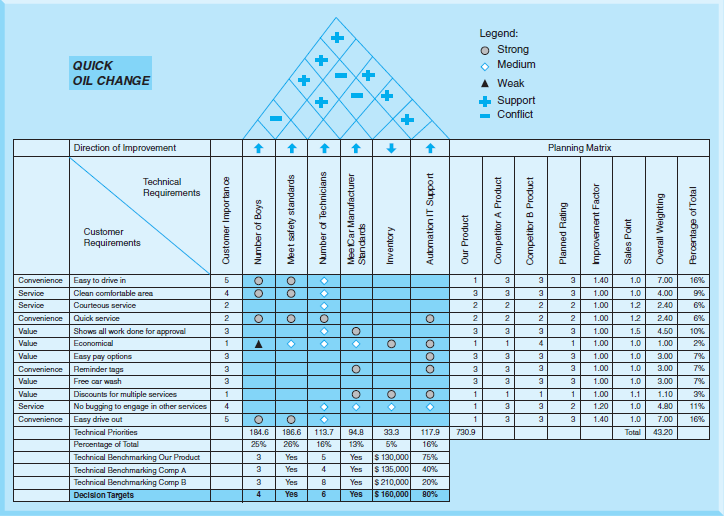 QUICK
OIL CHANGE
Legend:
Strong
Medium
Weak
Support
Conflict
Direction of Improvement
Planning Matrix
Technical
Requirements
Customer
Requirements
Customer Importance
Number of Boys
Meet safety standards
Number of Technicians
MeetCar Manufacturer
Standards
Inventory
Automation IT Support
Our Product
Competitor A Product
Competitor B Product
Planned Rating
Improvement Factor
Sales Point
Overall Weighting
Percentage of Total
Convenience Easy to drive in 5 1 3 3 3 1.40 1.0 7.00 16%
Service Clean comfortable area 4 3 3 3 3 1.00 1.0 4.00 9%
Service Courteous service 2 2 2 2 2 1.00 1.2 2.40 6%
Convenience Quick service 2 2 2 2 2 1.00 1.2 2.40 6%
Value Shows all work done for approval 3 3 3 3 3 1.00 1.5 4.50 10%
Value Economical 1 1 1 4 1 1.00 1.0 1.00 2%
Value Easy pay options 3 3 3 3 3 1.00 1.0 3.00 7%
Convenience Reminder tags 3 3 3 3 3 1.00 1.0 3.00 7%
Value Free car wash 3 3 3 3 3 1.00 1.0 3.00 7%
Value Discounts for multiple services 1 1 1 1 1 1.00 1.1 1.10 3%
Service No bugging to engage in other services 4 1 3 3 2 1.20 1.0 4.80 11%
Convenience Easy drive out 5 1 3 3 3 1.40 1.0 7.00 16%
Technical Priorities 184.6 186.6 113.7 94.8 33.3 117.9 730.9 Total 43.20
Percentage of Total 25% 26% 16% 13% 5% 16%
Technical Benchmarking Our Product 3 Yes 5 Yes $ 130,000 75%
Technical Benchmarking Comp A 3 Yes 4 Yes $ 135,000 40%
Technical Benchmarking Comp B 3 Yes 8 Yes $ 210,000 20%
Decision Targets 4 Yes 6 Yes $ 160,000 80%